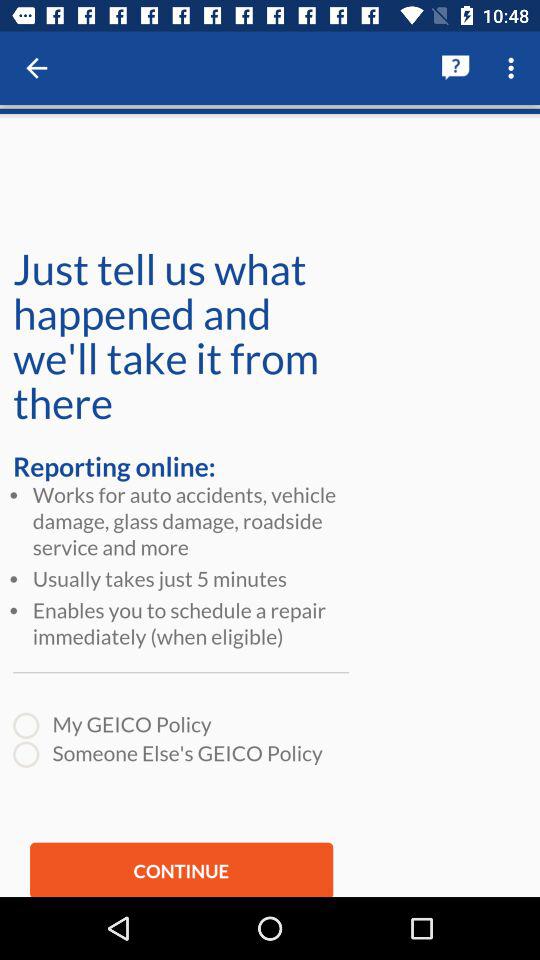 10:48
?
Just tell us what
happened and
we'll take it from
there
Reporting online:
• Works for auto accidents, vehicle
damage, glass damage, roadside
service and more
• Usually takes just 5 minutes
• Enables you to schedule a repair
immediately (when eligible)
My GEICO Policy
Someone Else's GEICO Policy
CONTINUE